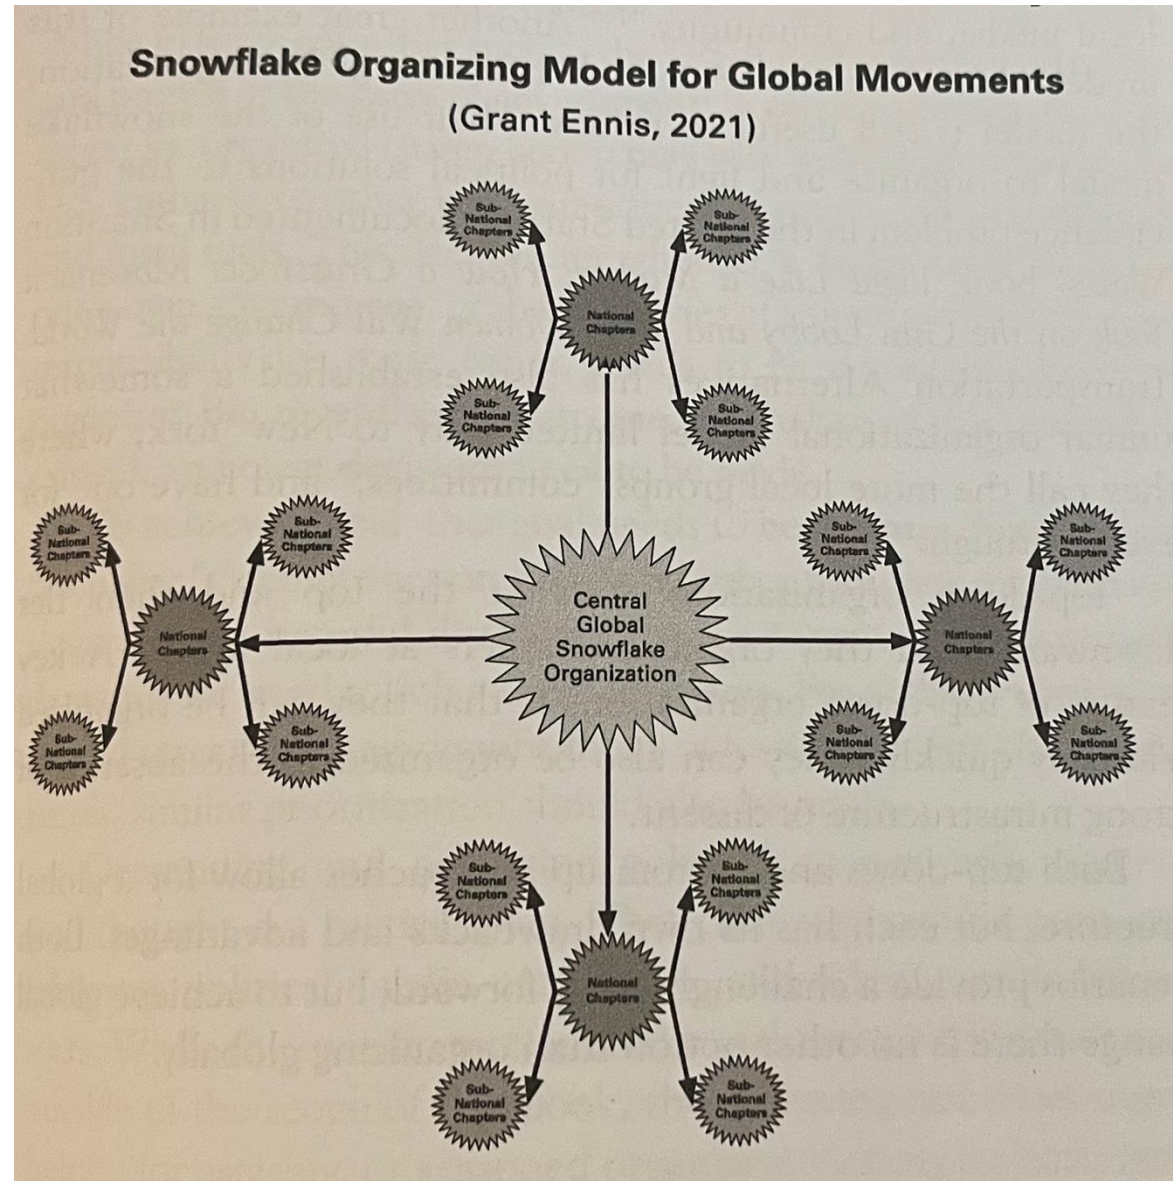 Snowflake Organizing Model for Global Movements
(Grant Ennis, 2021)
Sub-
National
Chapters
Sub-
National
Chapters
National
Chapters
Sub-
National
Chapters
Sub-
National
Chapters
Sub-
National
Chapters
Sub-
National
Chapters
National
Chapters
Sub-
National
Chapters
Sub-
National
Chapters
Central
Global
Snowflake
Organization
Sub-
National
Chapters
Sub-
National
Chapters
National
Chapters
Sub-
National
Chapters
Sub-
National
Chapters
Sub-
National
Chapters
Sub-
National
Chapters
National
Chapters
Sub-
National
Chapters
Sub-
National
Chapters